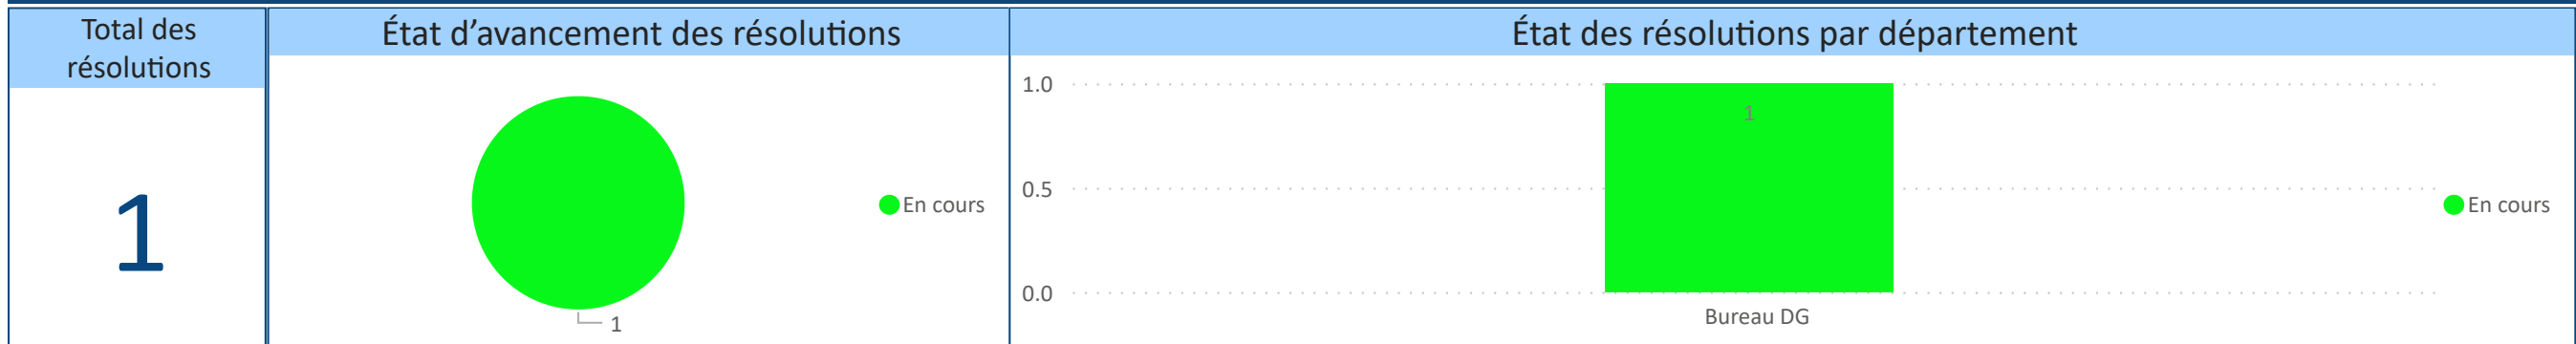 Total des
résolutions
1
État d’avancement des résolutions
1
En cours
État des résolutions par département
1.0
0.5
0.0
1
Bureau DG
En cours